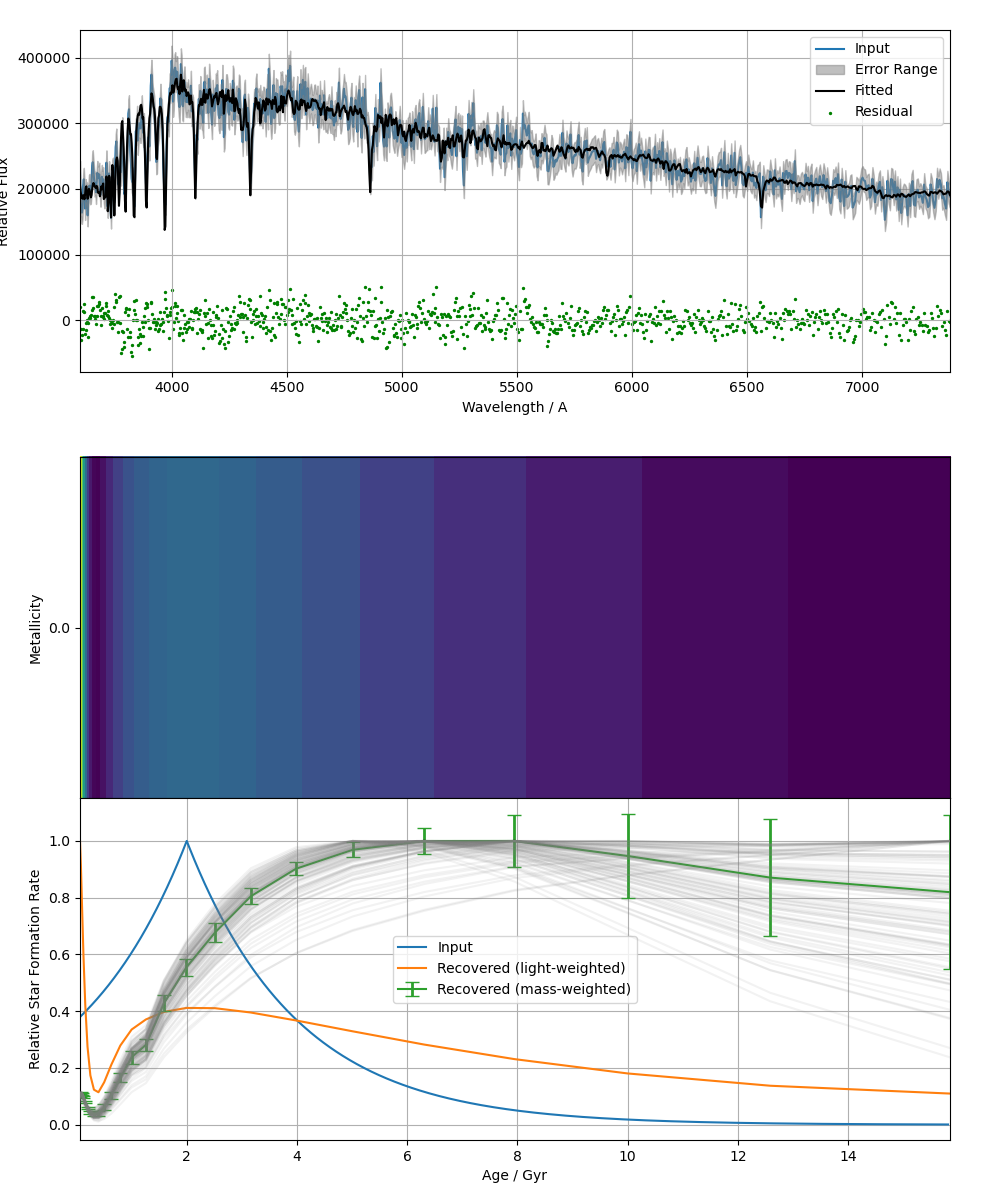 400000
300000
200000
100000
0
Relative Flux
Input
Error Range
Fitted
Residual
4000 4500 5000 5500 6000 6500 7000
Wavelength / A
Metallicity
0.0
1.0
0.8
0.6
0.4
0.2
0.0
Relative Star Formation Rate
Input
Recovered (light-weighted)
Recovered (mass-weighted)
2 4 6 8 10 12 14
Age / Gyr